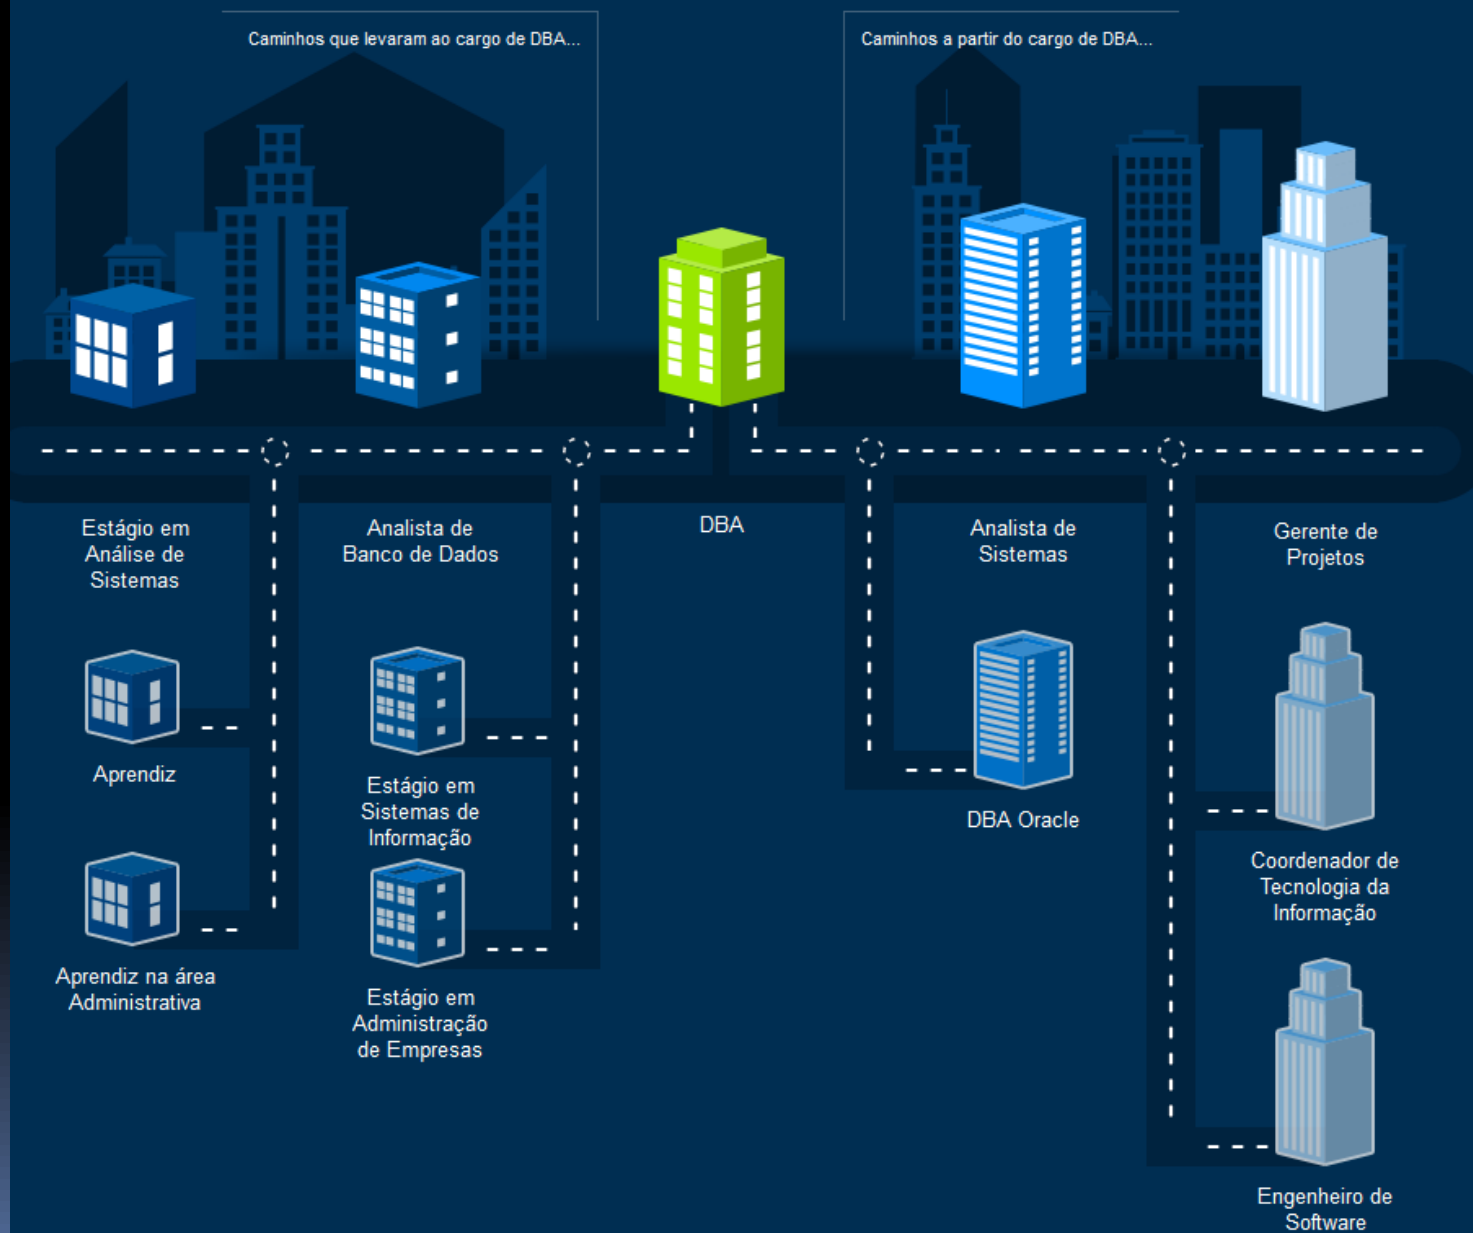 Caminhos que levaram ao cargo de DBA...
Caminhos a partir do cargo de DBA...
Estágio em
Análise de
Sistemas
Analista de
Banco de Dados
DBA
Analista de
Sistemas
Gerente de
Projetos
Aprendiz
Estágio em
Sistemas de
Informação
DBA Oracle
Coordenador de
Tecnologia da
Informação
Aprendiz na área
Administrativa
Estágio em
Administração
de Empresas
Engenheiro de
Software